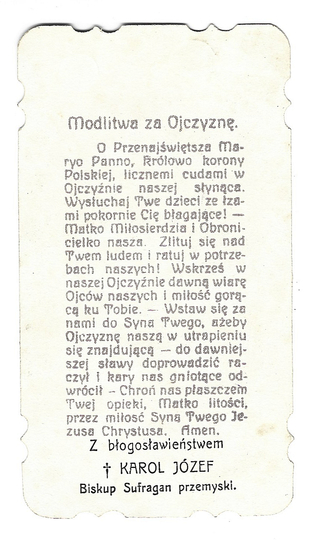 Modlitwa za Ojczyznę.
O Przenajświętsza Ma-
ryo Panno, Królowo korony
Polskiej, licznemi cudami w
Ojczyźnie naszej słynąca.
Wysłuchaj Twe dzieci ze łza-
mi pokornie Cię błagające! —
Matko Miłosierdzia i Obroni-
cielko nasza. Zlituj się nad
Twem ludem i ratuj w potrze-
bach naszych! Wskrześ w
naszej Ojczyźnie dawną wiarę
Ojców naszych i miłość gorą-
cą ku Tobie. — Wstaw się za
nami do Syna Twego, ażeby
Ojczyznę naszą w utrapieniu
się znajdującą — do dawniej-
szej sławy doprowadzić ra-
czył i kary nas gniotące od-
wrócił — Chroń nas płaszczem
Twej opieki, Matko litości,
przez miłość Syna Twego Je-
zusa Chrystusa. Amen.
Z błogosławieństwem
† KAROL JÓZEF
Biskup Sufragan przemyski.